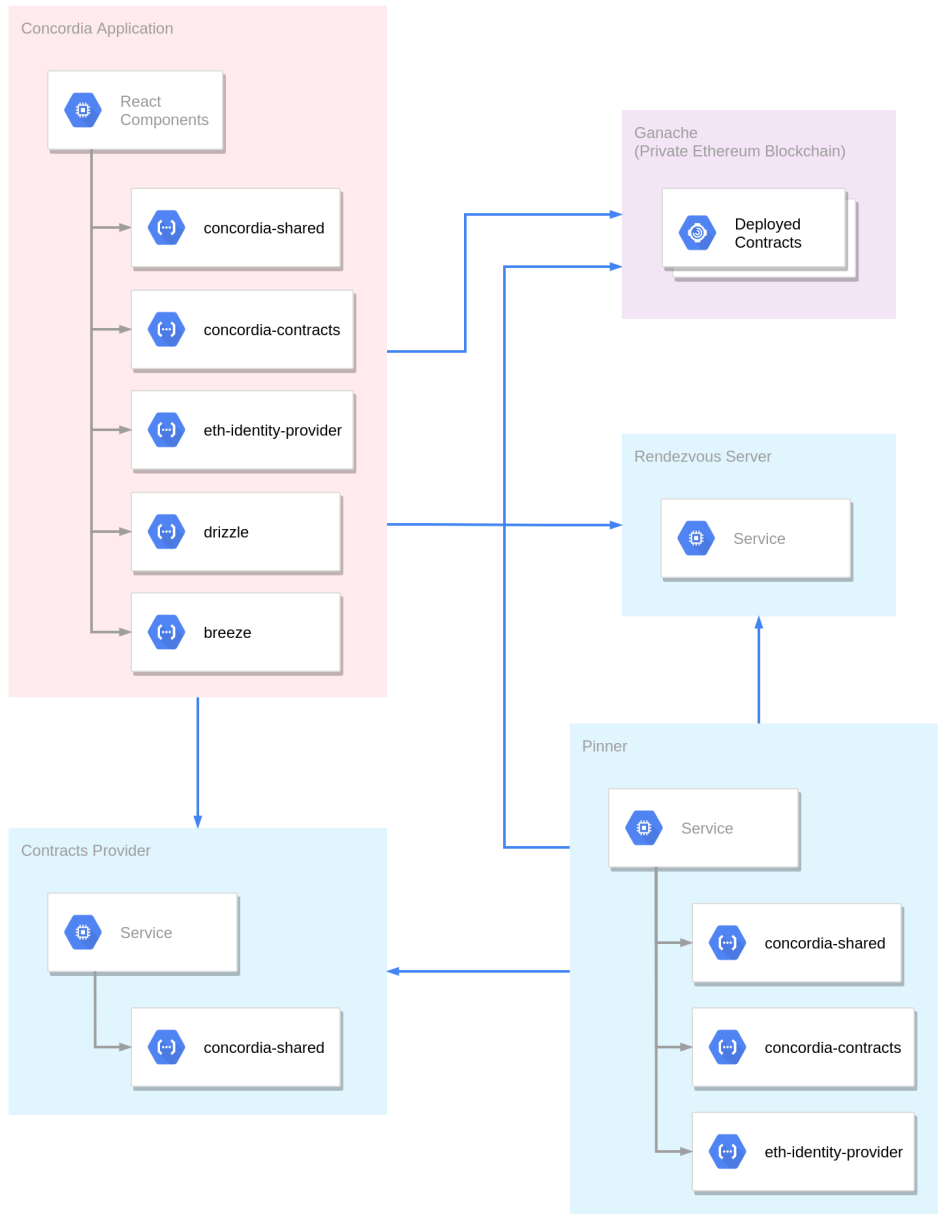 Concordia Application
React
Components
concordia-shared
concordia-contracts
eth-identity-provider
drizzle
breeze
Ganache
(Private Ethereum Blockchain)
Deployed
Contracts
Rendezvous Server
Service
Contracts Provider
Service
concordia-shared
Pinner
Service
concordia-shared
concordia-contracts
eth-identity-provider